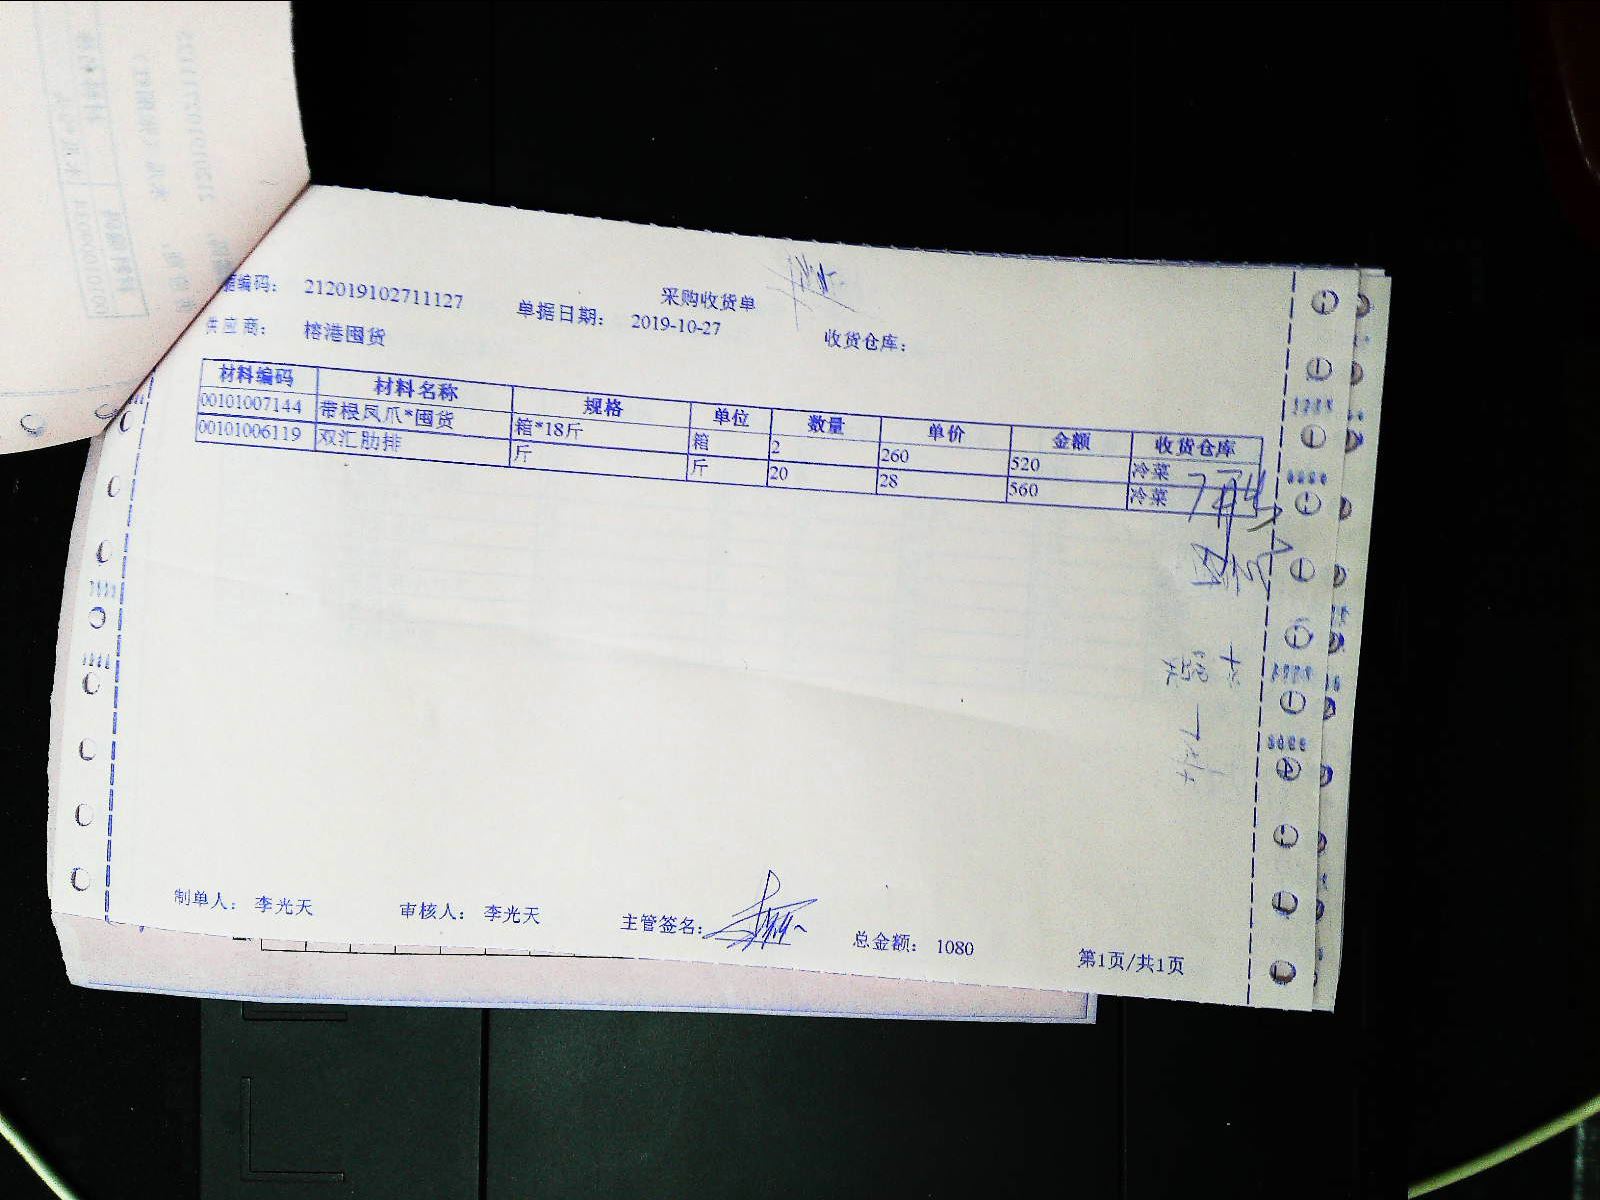 采购收货单
编码： 212019102711127 单据日期： 2019-10-27 收货仓库：
供应商： 榕港囤货
材料编码 材料名称 规格 单位 数量 单价 金额 收货仓库
00101007144 带根凤爪*囤货 箱*18斤 箱 2 260 520 冷菜
00101006119 双汇肋排 斤 斤 20 28 560 冷菜
制单人： 李光天 审核人： 李光天 主管签名： 总金额： 1080 第1页/共1页